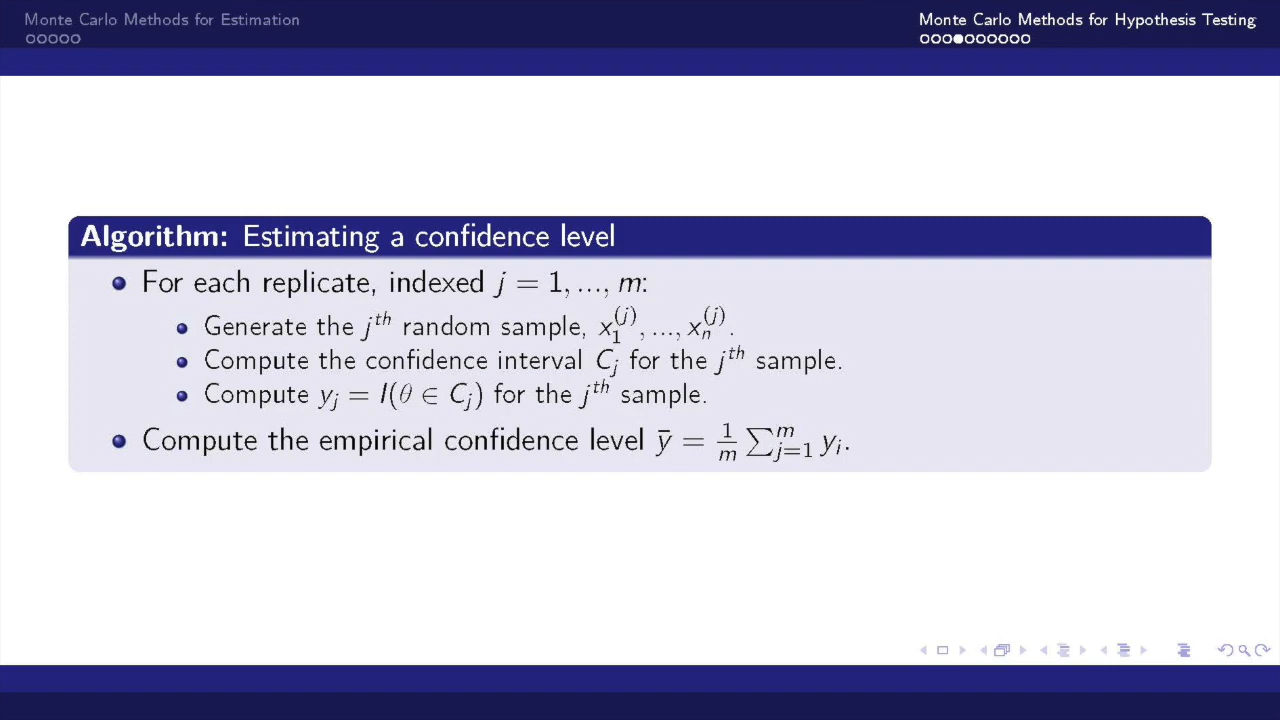 Monte Carlo Methods for Estimation
Monte Carlo Methods for Hypothesis Testing
Algorithm: Estimating a confidence level
For each replicate, indexed j = 1, ..., m:
Generate the j^{th} random sample, x_1^{(j)}, ..., x_n^{(j)}.
Compute the confidence interval C_j for the j^{th} sample.
Compute y_j = I(θ ∈ C_j) for the j^{th} sample.
Compute the empirical confidence level ȳ = \frac{1}{m} ∑_{j=1}^{m} y_i.